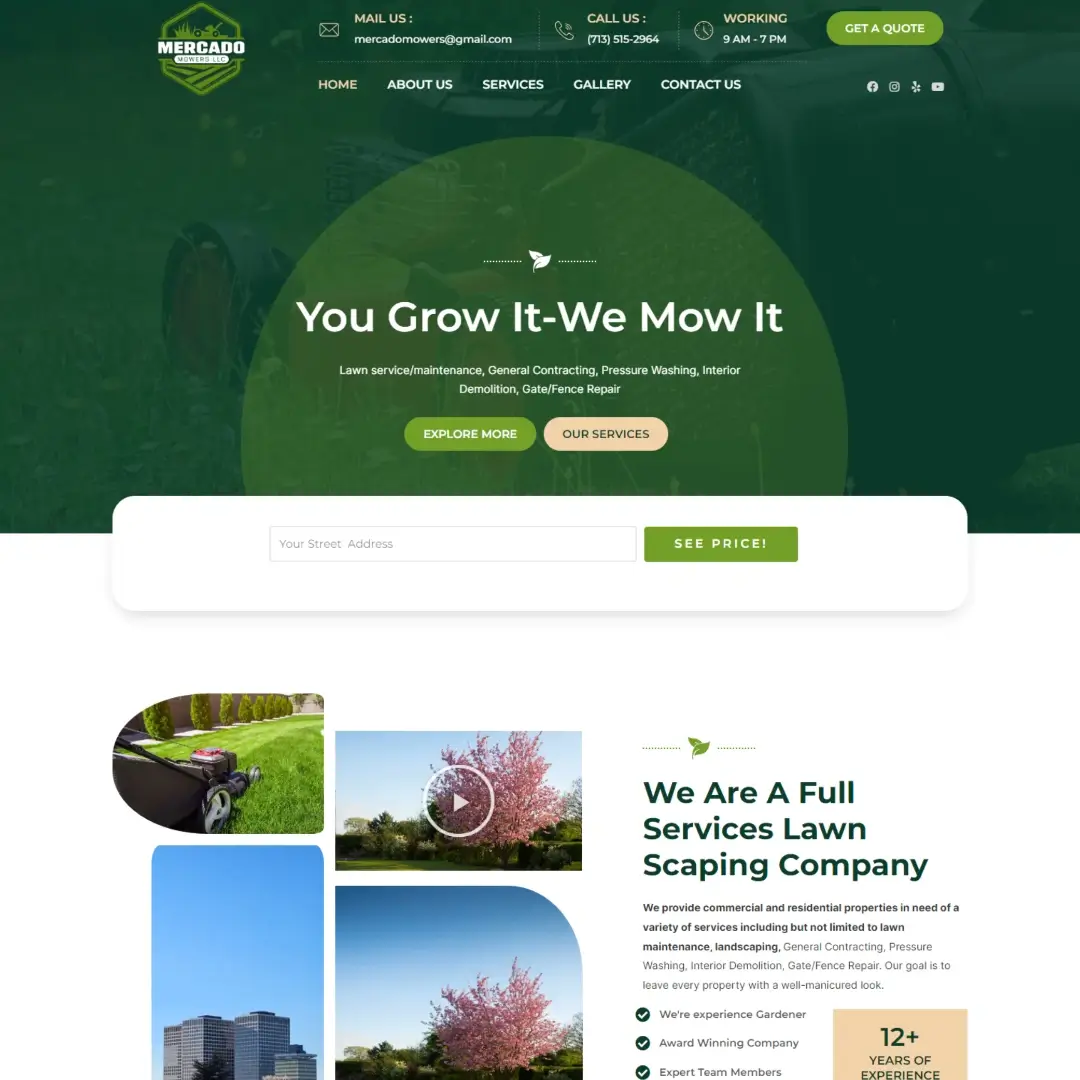 MERCADO
MOWERS LLC
MAIL US :
mercadomowers@gmail.com
CALL US :
(713) 515-2964
WORKING
9 AM - 7 PM
GET A QUOTE
HOME ABOUT US SERVICES GALLERY CONTACT US
You Grow It-We Mow It
Lawn service/maintenance, General Contracting, Pressure Washing, Interior
Demolition, Gate/Fence Repair
EXPLORE MORE OUR SERVICES
Your Street Address SEE PRICE!
We Are A Full
Services Lawn
Scaping Company
We provide commercial and residential properties in need of a
variety of services including but not limited to lawn
maintenance, landscaping, General Contracting, Pressure
Washing, Interior Demolition, Gate/Fence Repair. Our goal is to
leave every property with a well-manicured look.
We're experience Gardener
Award Winning Company
Expert Team Members
12+
YEARS OF
EXPERIENCE